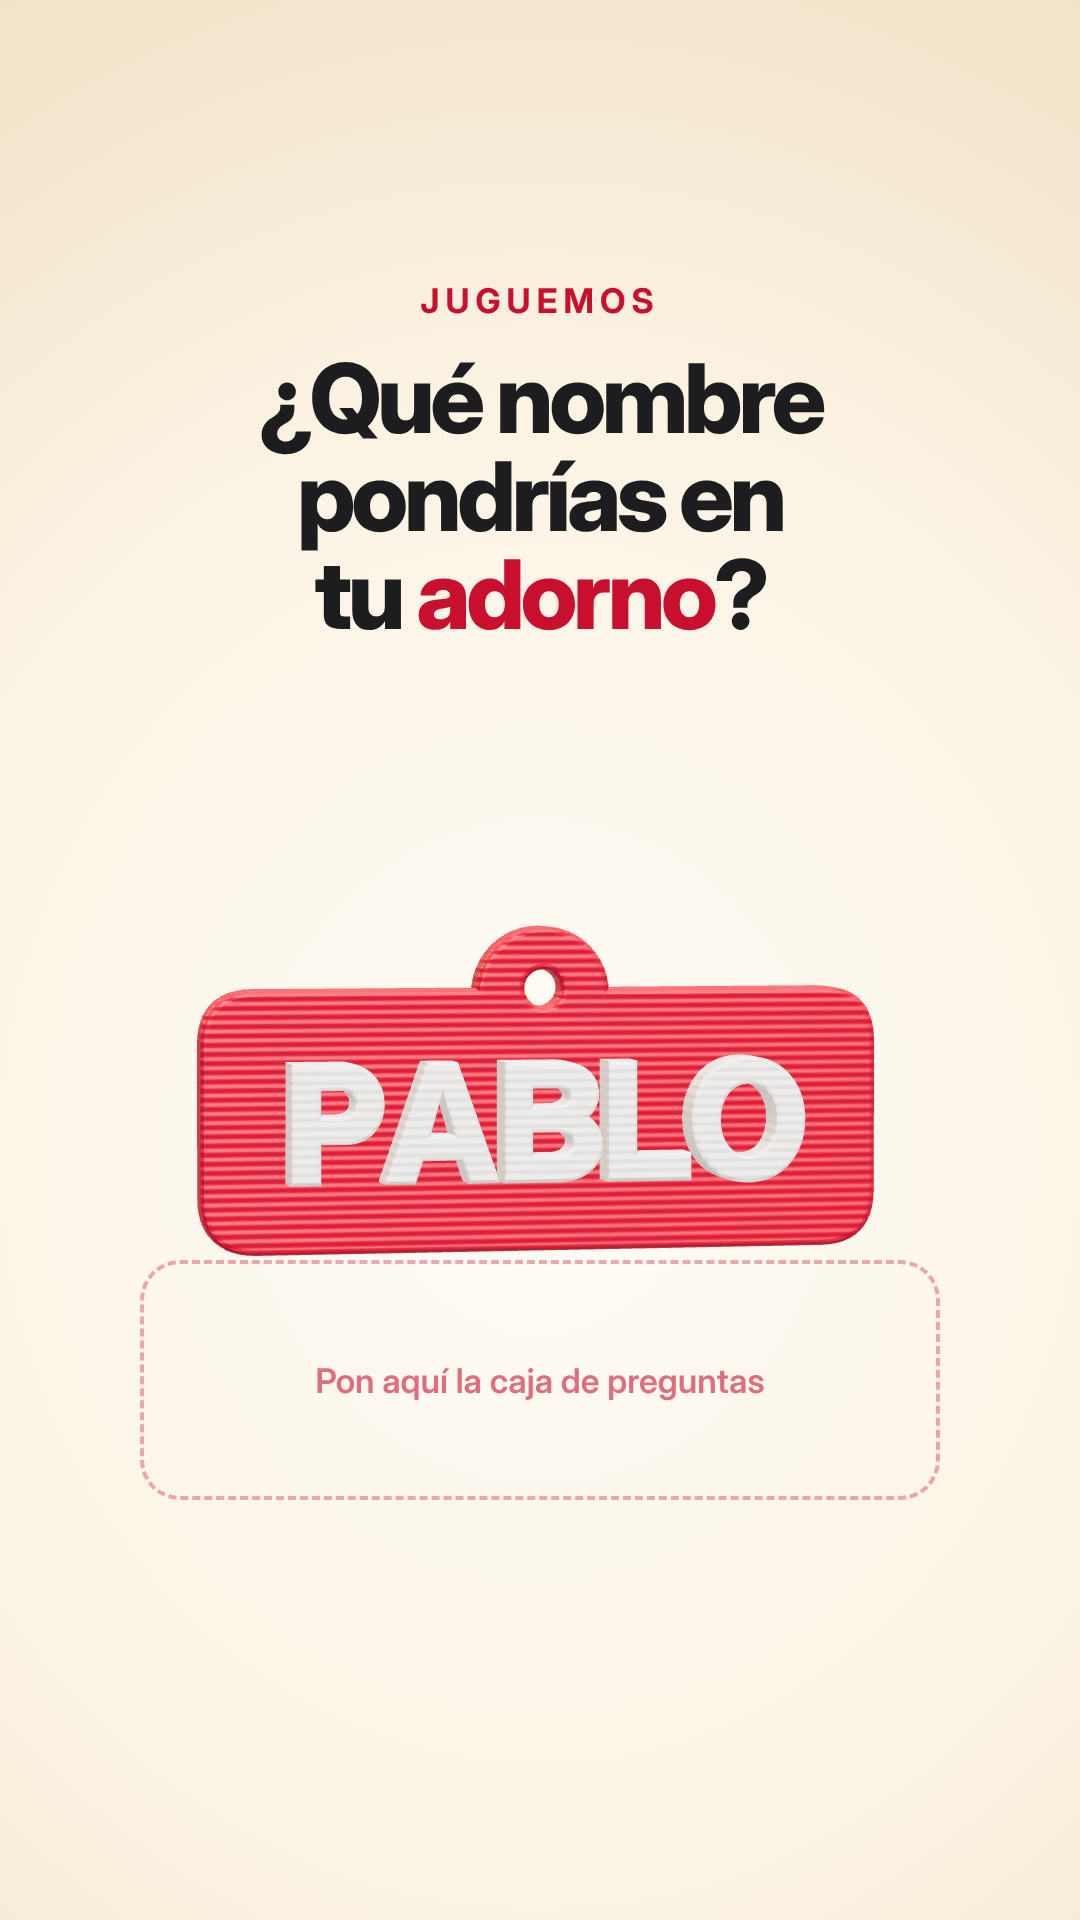 JUGUEMOS
¿Qué nombre
pondrías en
tu adorno?
PABLO
Pon aquí la caja de preguntas